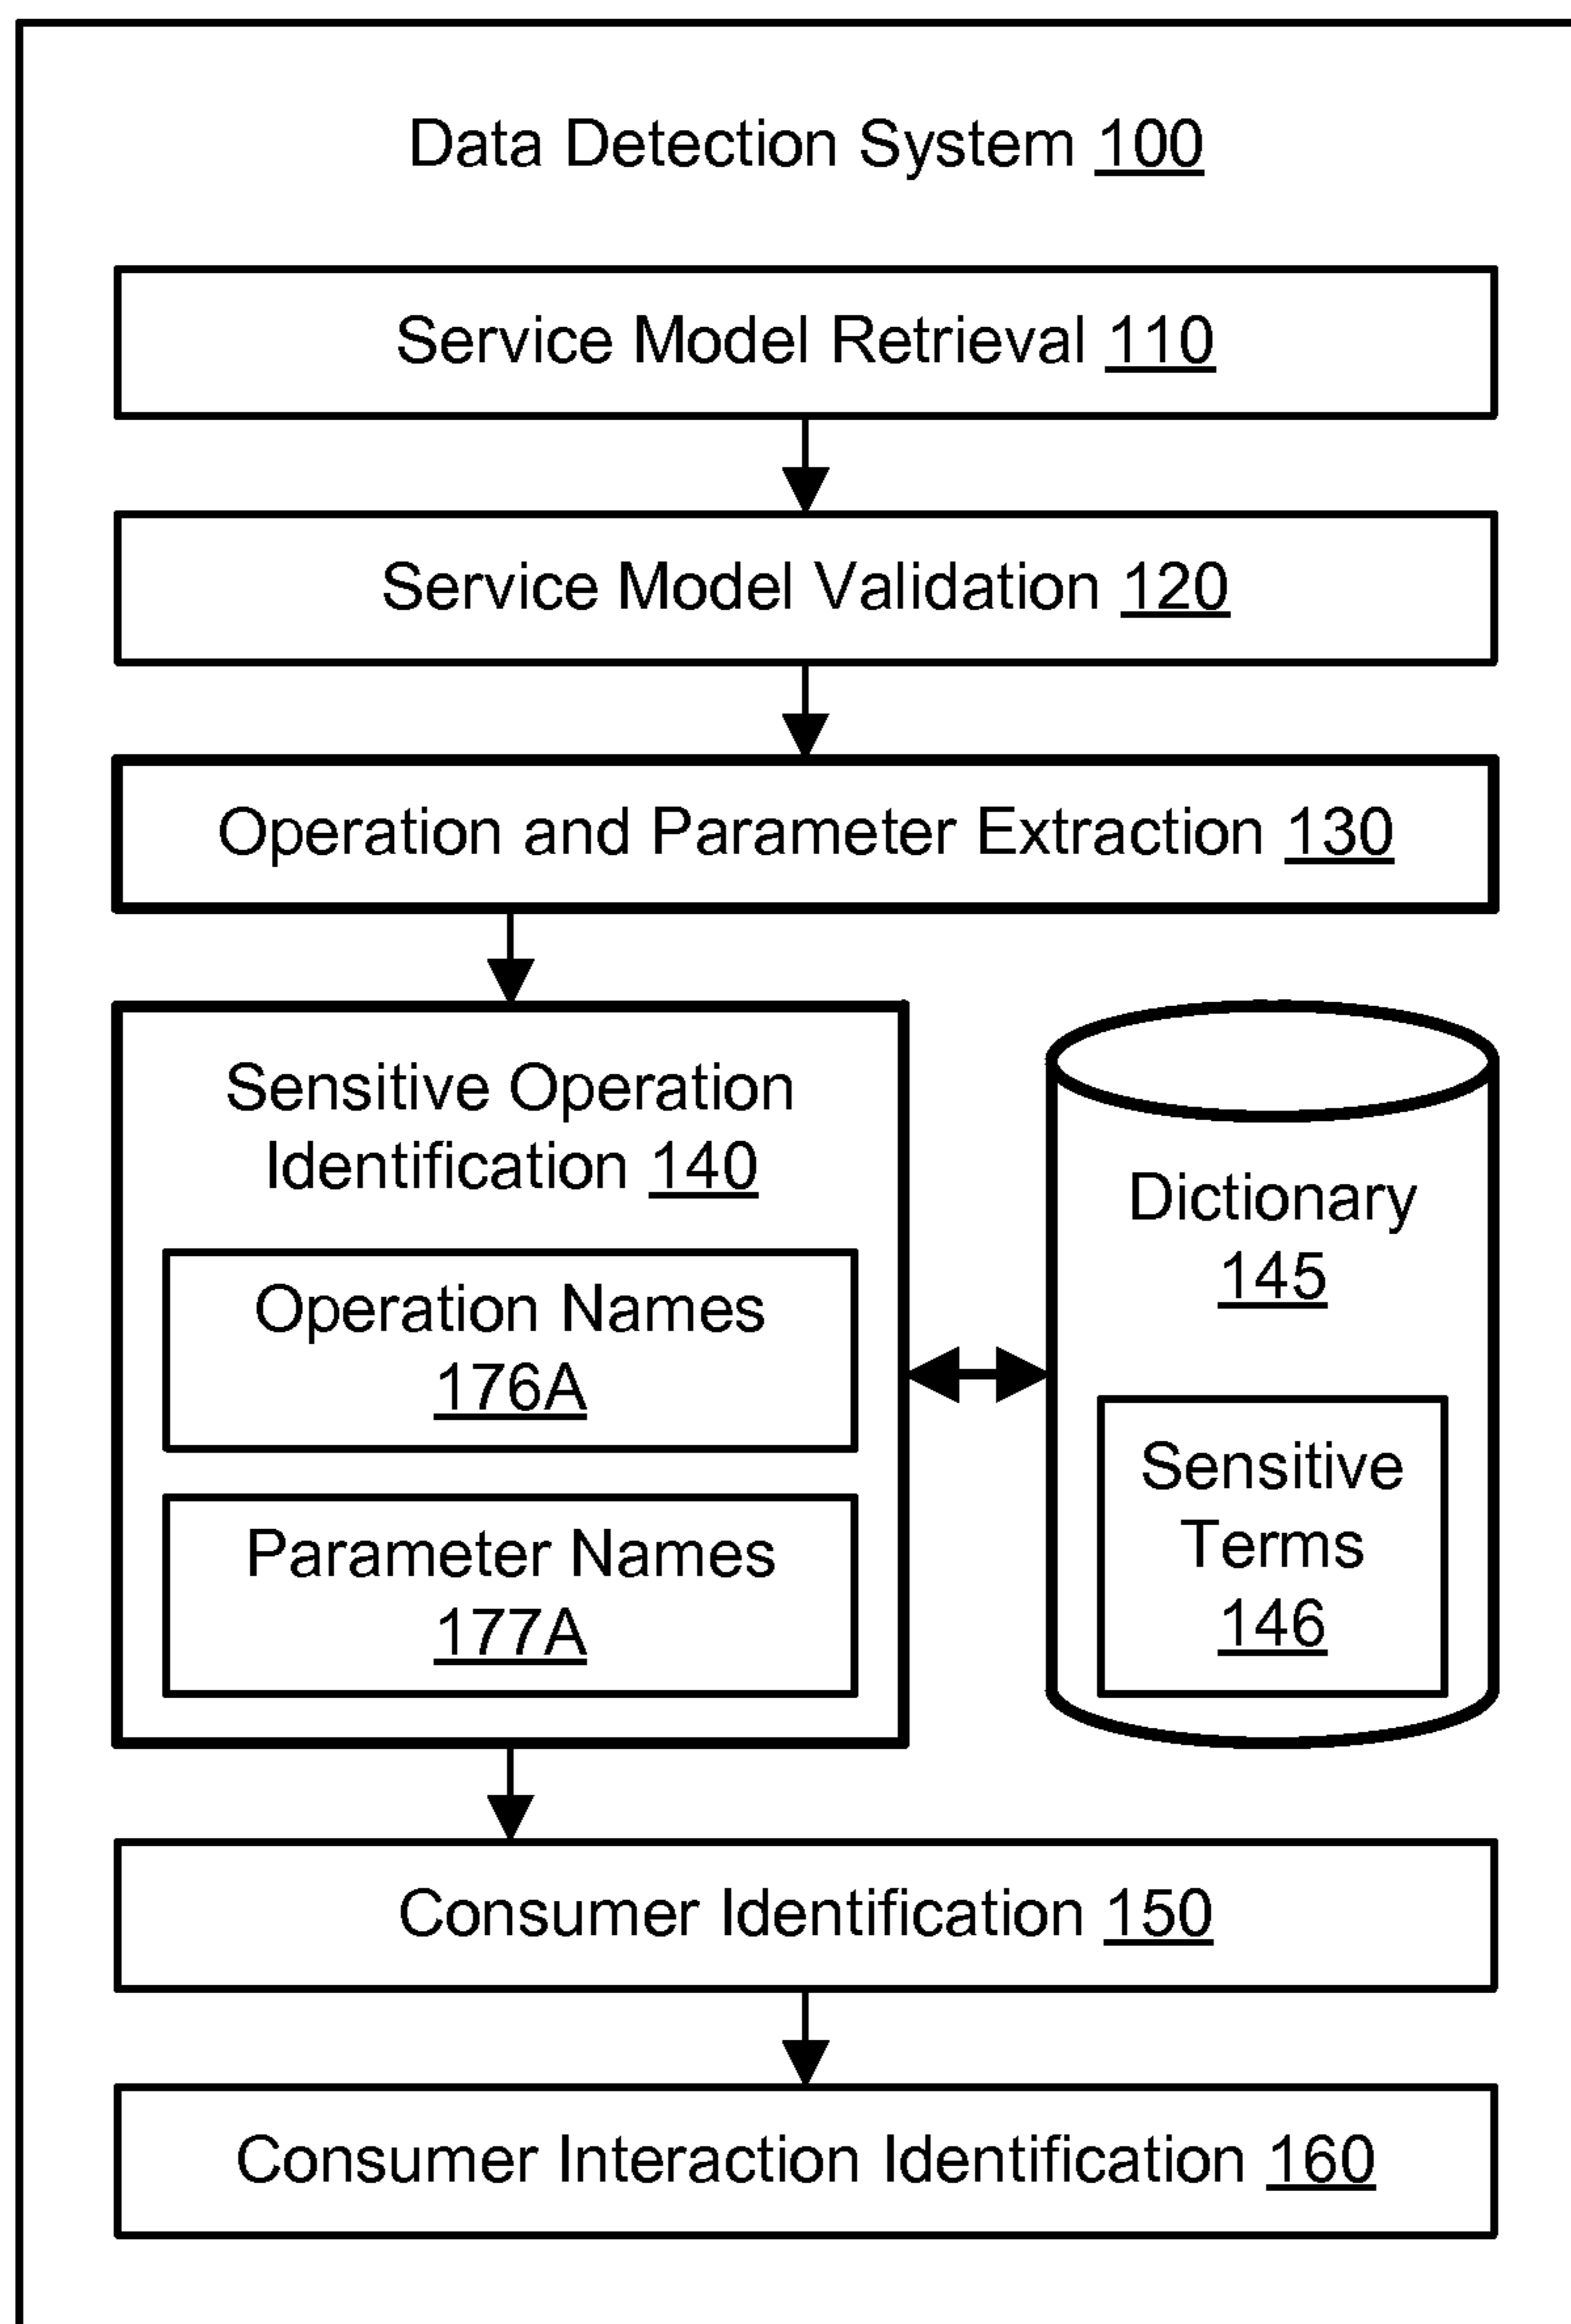 Data Detection System 100
Service Model Retrieval 110
Service Model Validation 120
Operation and Parameter Extraction 130
Sensitive Operation
Identification 140
Operation Names
176A
Parameter Names
177A
Dictionary
145
Sensitive
Terms
146
Consumer Identification 150
Consumer Interaction Identification 160